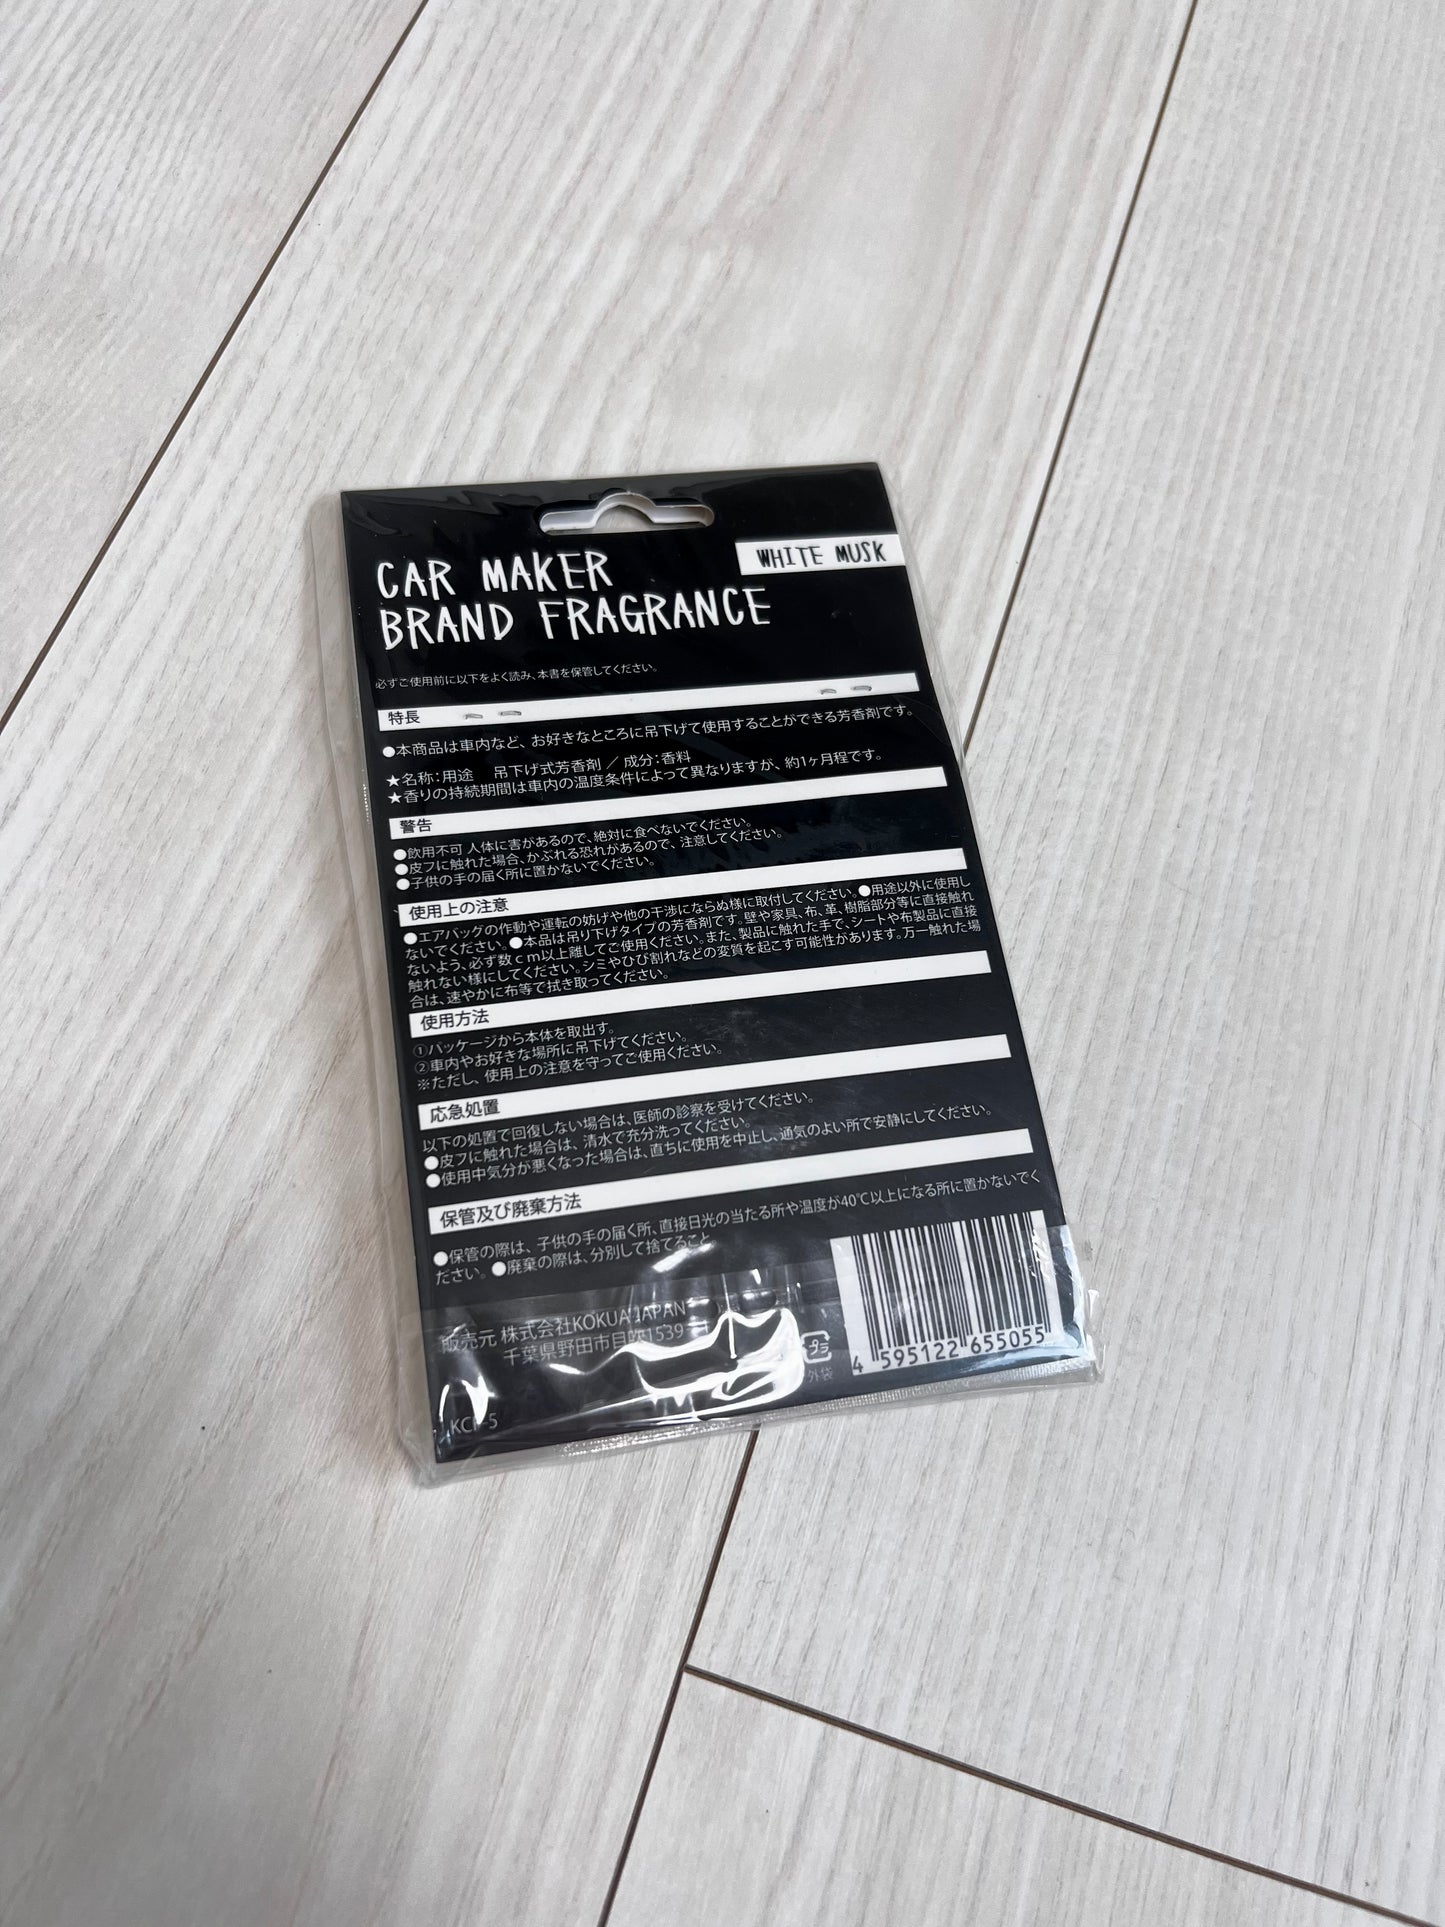 CAR MAKER
BRAND FRAGRANCE
WHITE MUSK
必ずご使用前に以下をよく読み、本書を保管してください。
特長
●本商品は車内など、お好きなところに吊下げて使用することができる芳香剤です。
★名称:用途 吊下げ式芳香剤 / 成分:香料
★香りの持続期間は車内の温度条件によって異なりますが、約1ヶ月程です。
警告
●飲用不可 人体に害があるので、絶対に食べないでください。
●皮フに触れた場合、かぶれる恐れがあるので、注意してください。
●子供の手の届く所に置かないでください。
使用上の注意
●エアバッグの作動や運転の妨げや他の干渉にならぬ様に取付してください。●用途以外に使用し
ないでください。●本品は吊り下げタイプの芳香剤です。壁や家具、布、革、樹脂部分等に直接触れ
ないよう、必ず数cm以上離してご使用ください。また、製品に触れた手で、シートや布製品に直接
触れない様にしてください。シミやひび割れなどの変質を起こす可能性があります。万一触れた場
合は、速やかに布等で拭き取ってください。
使用方法
①パッケージから本体を取出す。
②車内やお好きな場所に吊下げてください。
※ただし、使用上の注意を守ってご使用ください。
応急処置
以下の処置で回復しない場合は、医師の診察を受けてください。
●皮フに触れた場合は、清水で充分洗ってください。
●使用中気分が悪くなった場合は、直ちに使用を中止し、通気のよい所で安静にしてください。
保管及び廃棄方法
●保管の際は、子供の手の届く所、直接日光の当たる所や温度が40℃以上になる所に置かないでく
ださい。●廃棄の際は、分別して捨てること。
販売元 株式会社KOKUA JAPAN
千葉県野田市目吹1539
プラ
外袋
4 595122 655055